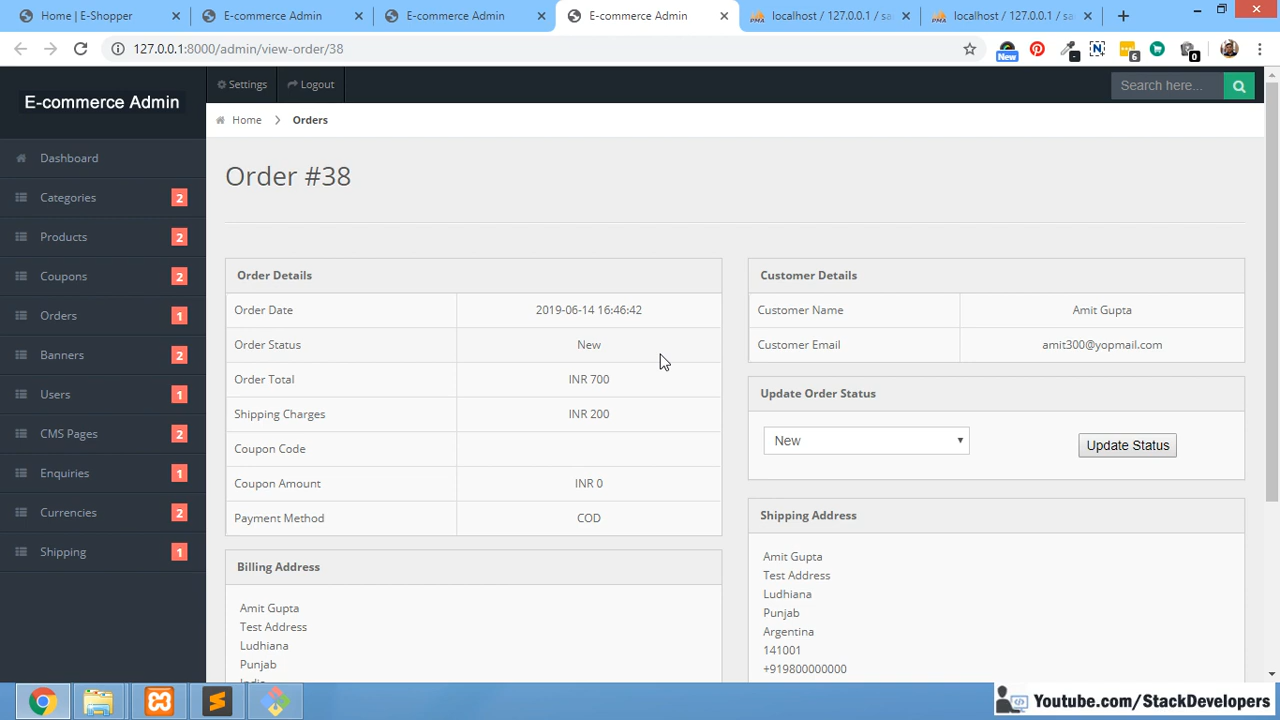 Home | E-Shopper
E-commerce Admin
E-commerce Admin
E-commerce Admin
localhost / 127.0.0.1 / sa
localhost / 127.0.0.1 / sa
127.0.0.1:8000/admin/view-order/38
New
6
0
E-commerce Admin
Settings
Logout
Search here...
Home
Orders
Dashboard
Categories 2
Products 2
Coupons 2
Orders 1
Banners 2
Users 1
CMS Pages 2
Enquiries 1
Currencies 2
Shipping 1
Order #38
Order Details
Order Date 2019-06-14 16:46:42
Order Status New
Order Total INR 700
Shipping Charges INR 200
Coupon Code
Coupon Amount INR 0
Payment Method COD
Billing Address
Amit Gupta
Test Address
Ludhiana
Punjab
India
Customer Details
Customer Name Amit Gupta
Customer Email amit300@yopmail.com
Update Order Status
New
Update Status
Shipping Address
Amit Gupta
Test Address
Ludhiana
Punjab
Argentina
141001
+919800000000
Youtube.com/StackDevelopers